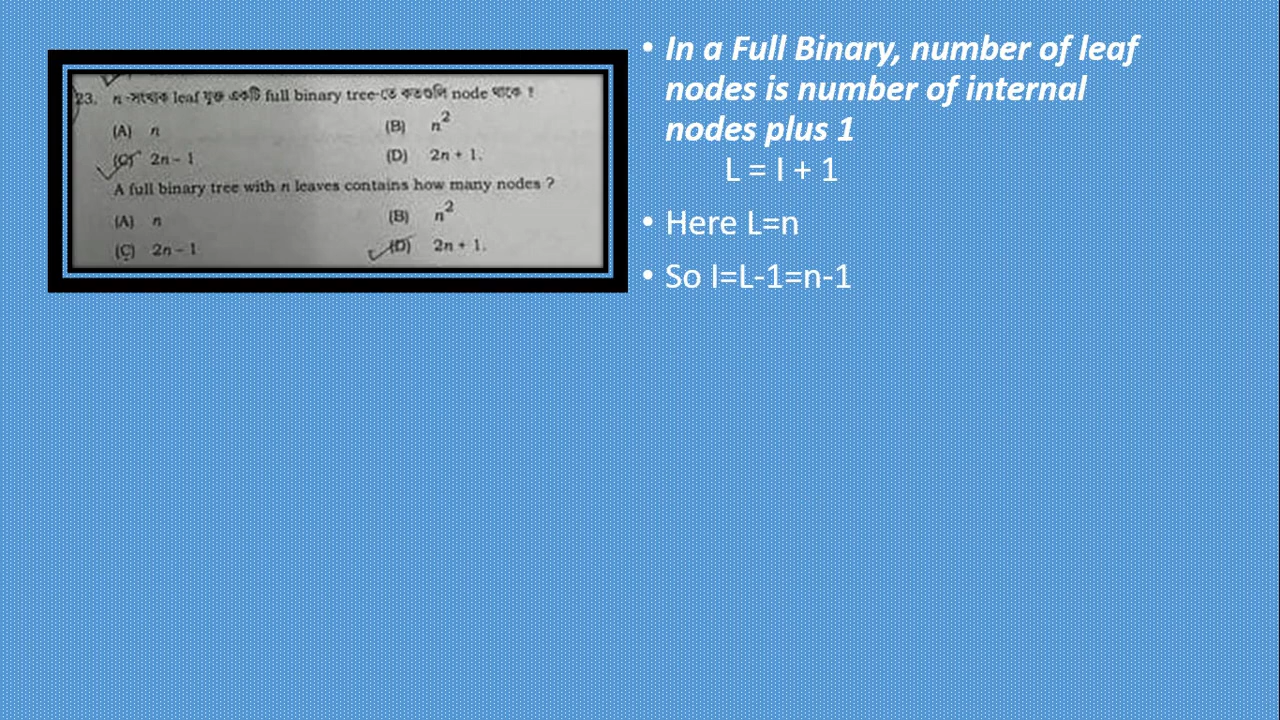 23. n -সংখ্যক leaf যুক্ত একটি full binary tree-তে কতগুলি node থাকে ?
(A) n (B) n²
(C) 2n – 1 (D) 2n + 1.
A full binary tree with n leaves contains how many nodes ?
(A) n (B) n²
(C) 2n – 1 (D) 2n + 1.
• In a Full Binary, number of leaf
nodes is number of internal
nodes plus 1
L = I + 1
• Here L=n
• So I=L-1=n-1